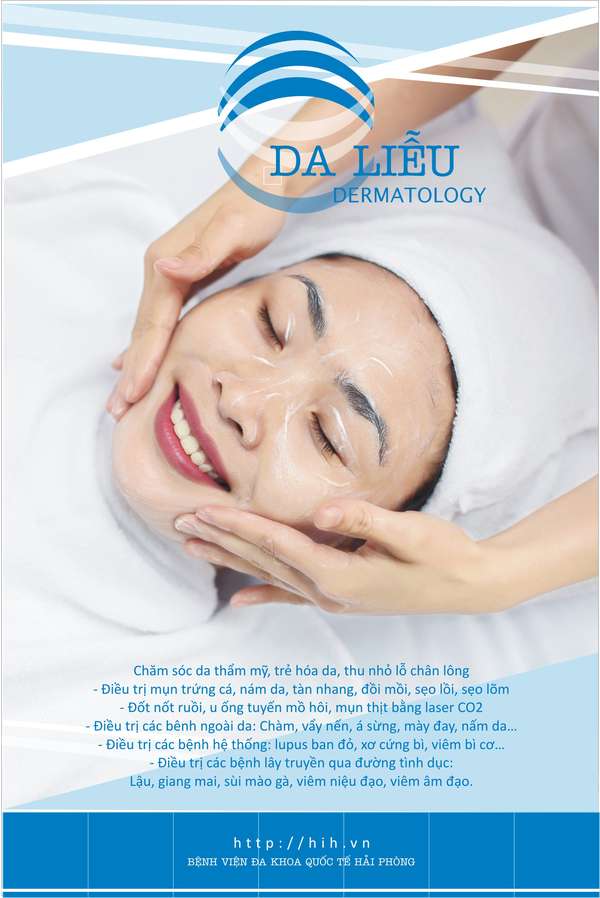 DA LIỄU
DERMATOLOGY
Chăm sóc da thẩm mỹ, trẻ hóa da, thu nhỏ lỗ chân lông
- Điều trị mụn trứng cá, nám da, tàn nhang, đồi mồi, sẹo lồi, sẹo lõm
- Đốt nốt ruồi, u ống tuyến mồ hôi, mụn thịt bằng laser CO2
- Điều trị các bênh ngoài da: Chàm, vẩy nến, á sừng, mày đay, nấm da...
- Điều trị các bệnh hệ thống: lupus ban đỏ, xơ cứng bì, viêm bì cơ...
- Điều trị các bệnh lây truyền qua đường tình dục:
Lậu, giang mai, sùi mào gà, viêm niệu đạo, viêm âm đạo.
http://hih.vn
BỆNH VIỆN ĐA KHOA QUỐC TẾ HẢI PHÒNG